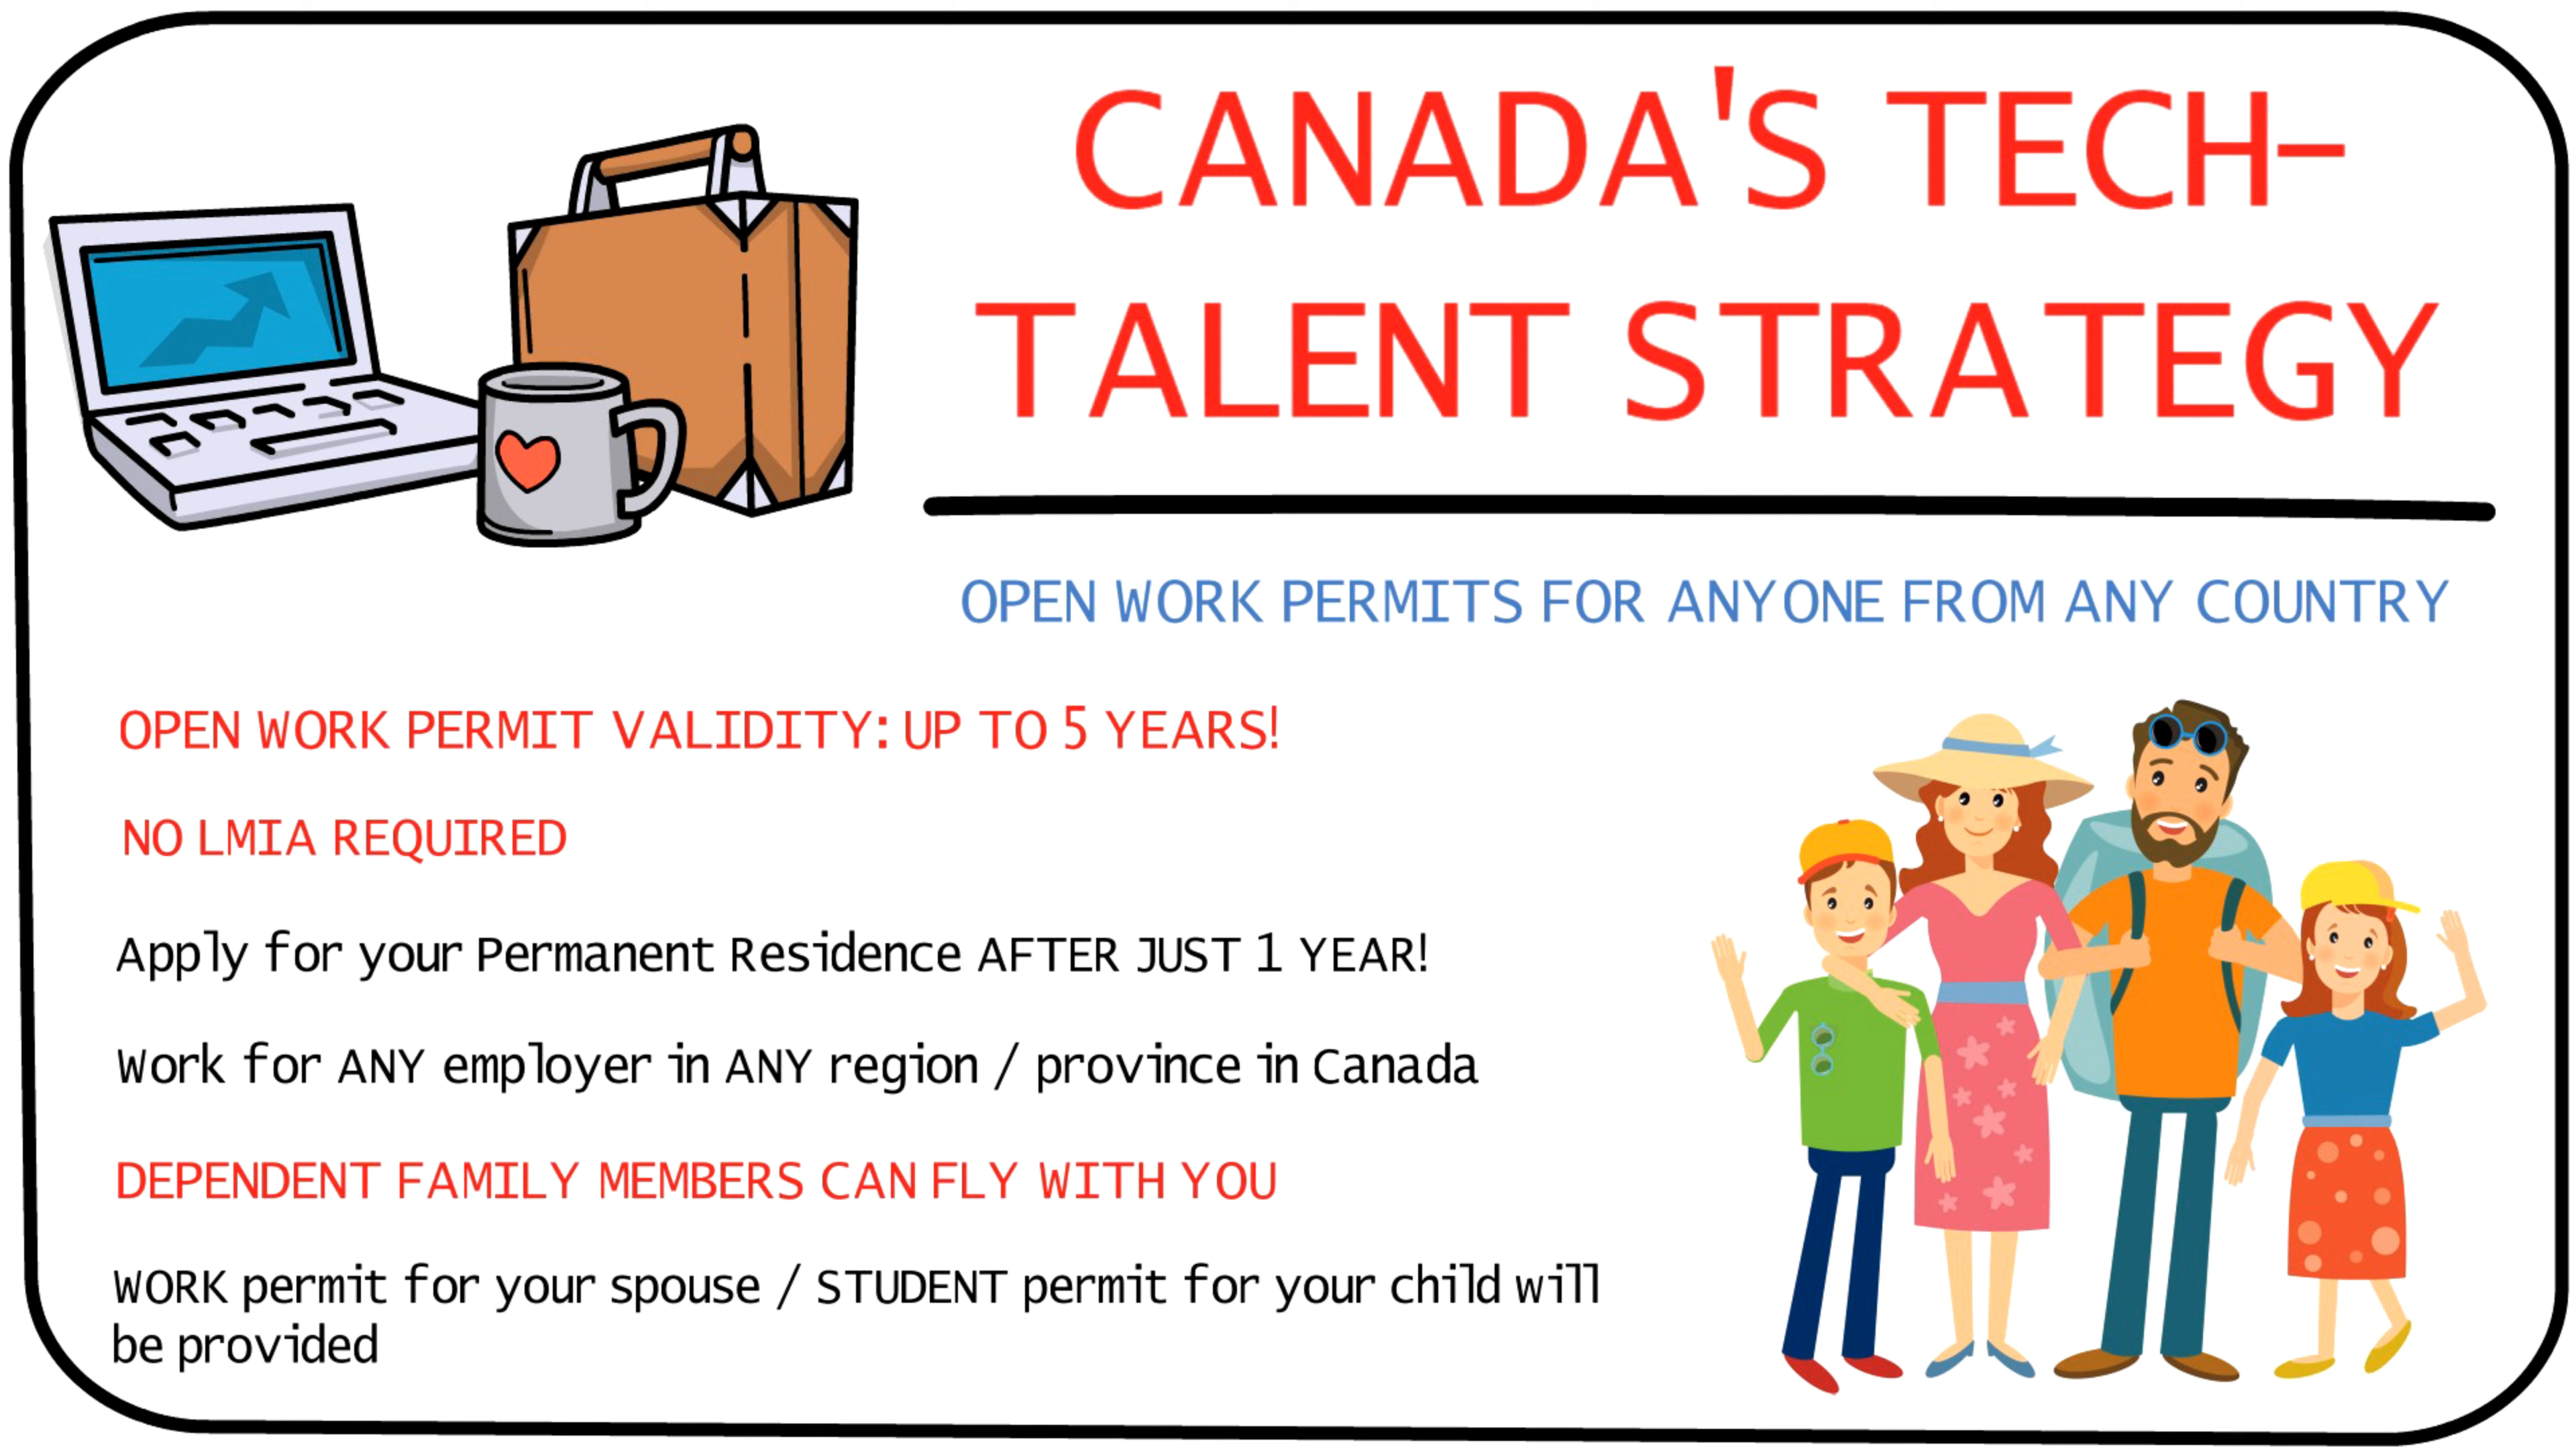 CANADA'S TECH-
TALENT STRATEGY
OPEN WORK PERMITS FOR ANYONE FROM ANY COUNTRY
OPEN WORK PERMIT VALIDITY: UP TO 5 YEARS!
NO LMIA REQUIRED
Apply for your Permanent Residence AFTER JUST 1 YEAR!
Work for ANY employer in ANY region / province in Canada
DEPENDENT FAMILY MEMBERS CAN FLY WITH YOU
WORK permit for your spouse / STUDENT permit for your child will
be provided